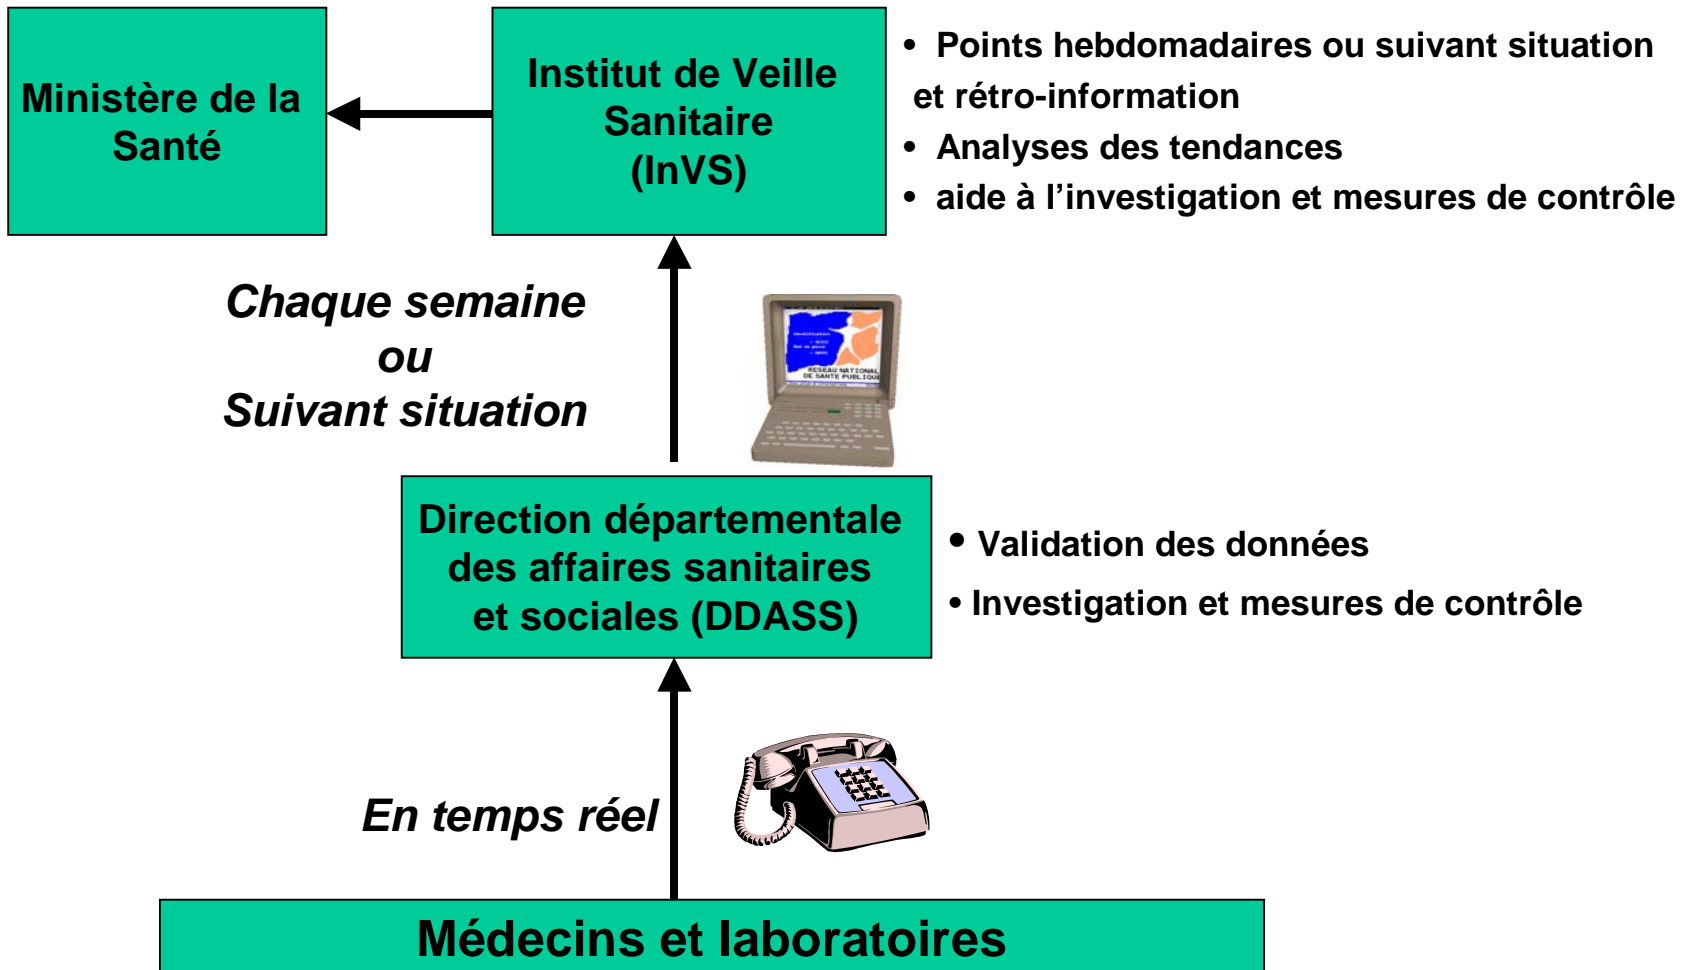 Ministère de la
Santé
Institut de Veille
Sanitaire
(InVS)
• Points hebdomadaires ou suivant situation
et rétro-information
• Analyses des tendances
• aide à l’investigation et mesures de contrôle
Chaque semaine
ou
Suivant situation
RESEAU NATIONAL
DE SANTE PUBLIQUE
Direction départementale
des affaires sanitaires
et sociales (DDASS)
• Validation des données
• Investigation et mesures de contrôle
En temps réel
Médecins et laboratoires